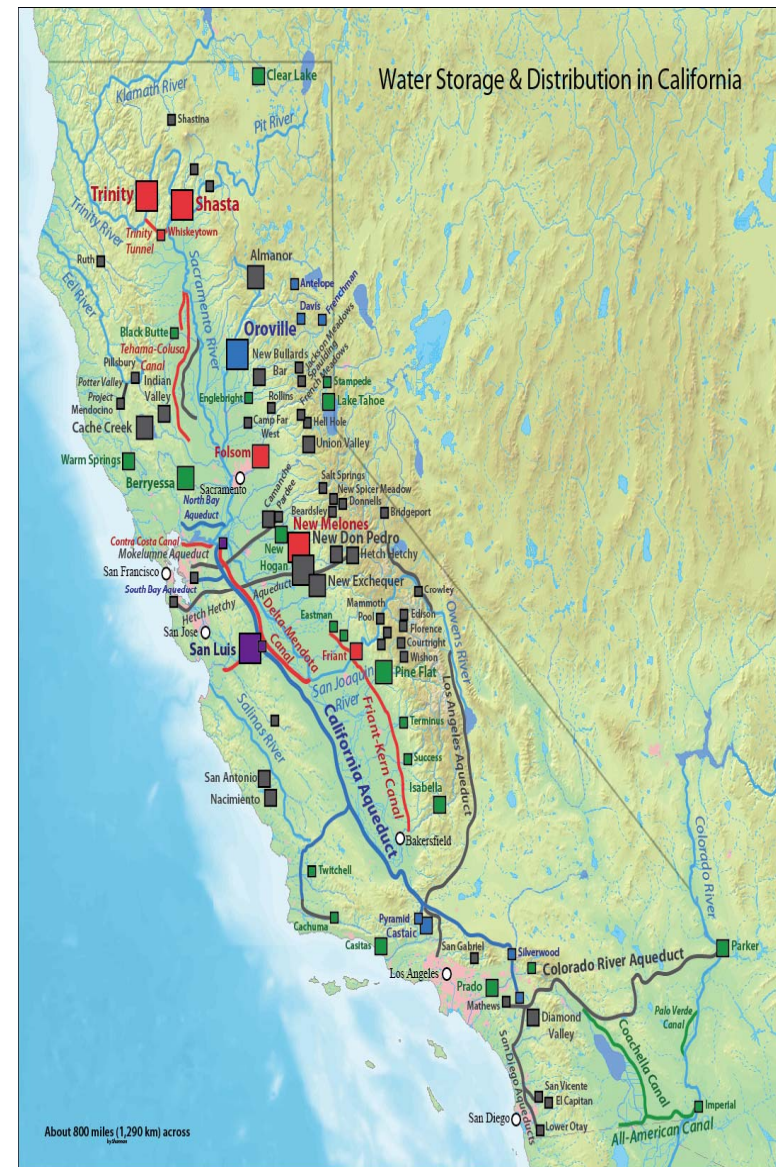 Water Storage & Distribution in California
Clear Lake
Klamath River
Shastina
Pit River
Trinity
Shasta
Trinity River
Trinity
Tunnel
Whiskeytown
Ruth
Eel River
Sacramento River
Almanor
Antelope
Davis
Frenchman
Black Butte
Tehama-Colusa
Canal
Oroville
New Bullards
Bar
Jackson Meadows
Spaulding
French Meadows
Pillsbury
Potter Valley
Project
Indian
Valley
Mendocino
Cache Creek
Englebright
Rollins
Stampede
Lake Tahoe
Camp Far
West
Hell Hole
Union Valley
Warm Springs
Berryessa
Folsom
Sacramento
North Bay
Aqueduct
Camanche
Pardee
Salt Springs
New Spicer Meadow
Donnells
Beardsley
Bridgeport
New Melones
New Don Pedro
New
Hogan
Hetch Hetchy
Contra Costa Canal
Mokelumne Aqueduct
San Francisco
South Bay Aqueduct
Hetch Hetchy
Aqueduct
New Exchequer
Crowley
Mammoth
Pool
Edison
Florence
Courtright
Wishon
Eastman
San Jose
San Luis
Delta-Mendota
Canal
Friant
Pine Flat
San Joaquin
River
Owens River
Los Angeles Aqueduct
Salinas River
Friant-Kern Canal
Terminus
Success
Isabella
San Antonio
Nacimiento
California Aqueduct
Bakersfield
Twitchell
Cachuma
Casitas
Pyramid
Castaic
San Gabriel
Silverwood
Los Angeles
Prado
Mathews
Colorado River Aqueduct
Colorado River
Parker
Diamond
Valley
Palo Verde
Canal
Coachella Canal
San Diego Aqueducts
San Vicente
El Capitan
Lower Otay
San Diego
Imperial
All-American Canal
About 800 miles (1,290 km) across
by shannon